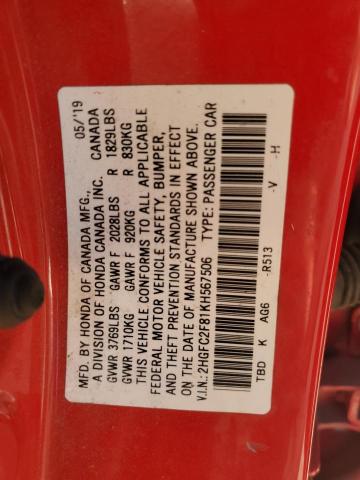 MFD. BY HONDA OF CANADA MFG., 05/'19
A DIVISION OF HONDA CANADA INC. CANADA
GVWR 3769LBS GAWR F 2028LBS R 1829LBS
GVWR 1710KG GAWR F 920KG R 830KG
THIS VEHICLE CONFORMS TO ALL APPLICABLE
FEDERAL MOTOR VEHICLE SAFETY, BUMPER,
AND THEFT PREVENTION STANDARDS IN EFFECT
ON THE DATE OF MANUFACTURE SHOWN ABOVE.
V.I.N.: 2HGFC2F81KH567506 TYPE: PASSENGER CAR
TBD K AG6 -R513 -V -H